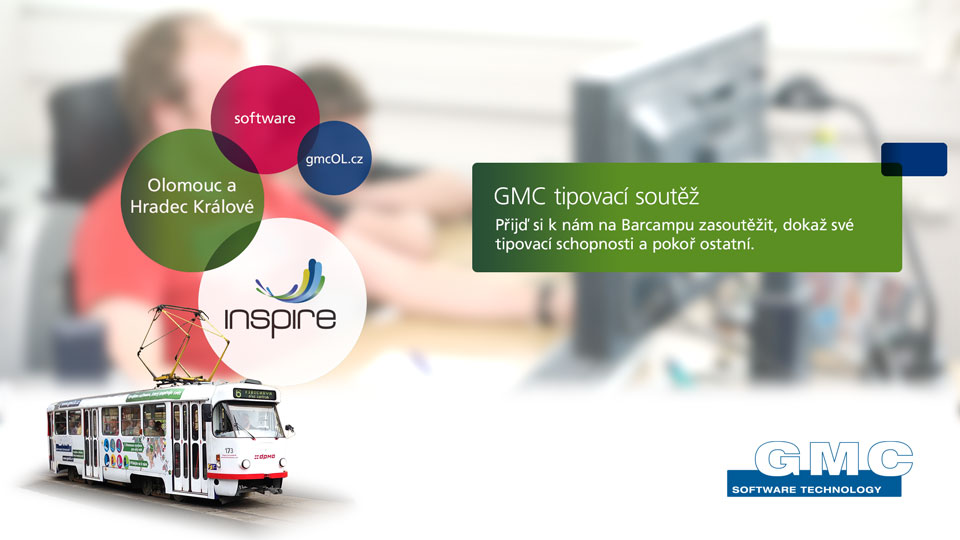 software
gmcOL.cz
Olomouc a
Hradec Králové
inspire
GMC tipovací soutěž
Přijď si k nám na Barcampu zasoutěžit, dokaž své
tipovací schopnosti a pokoř ostatní.
6
173
GMC
SOFTWARE TECHNOLOGY